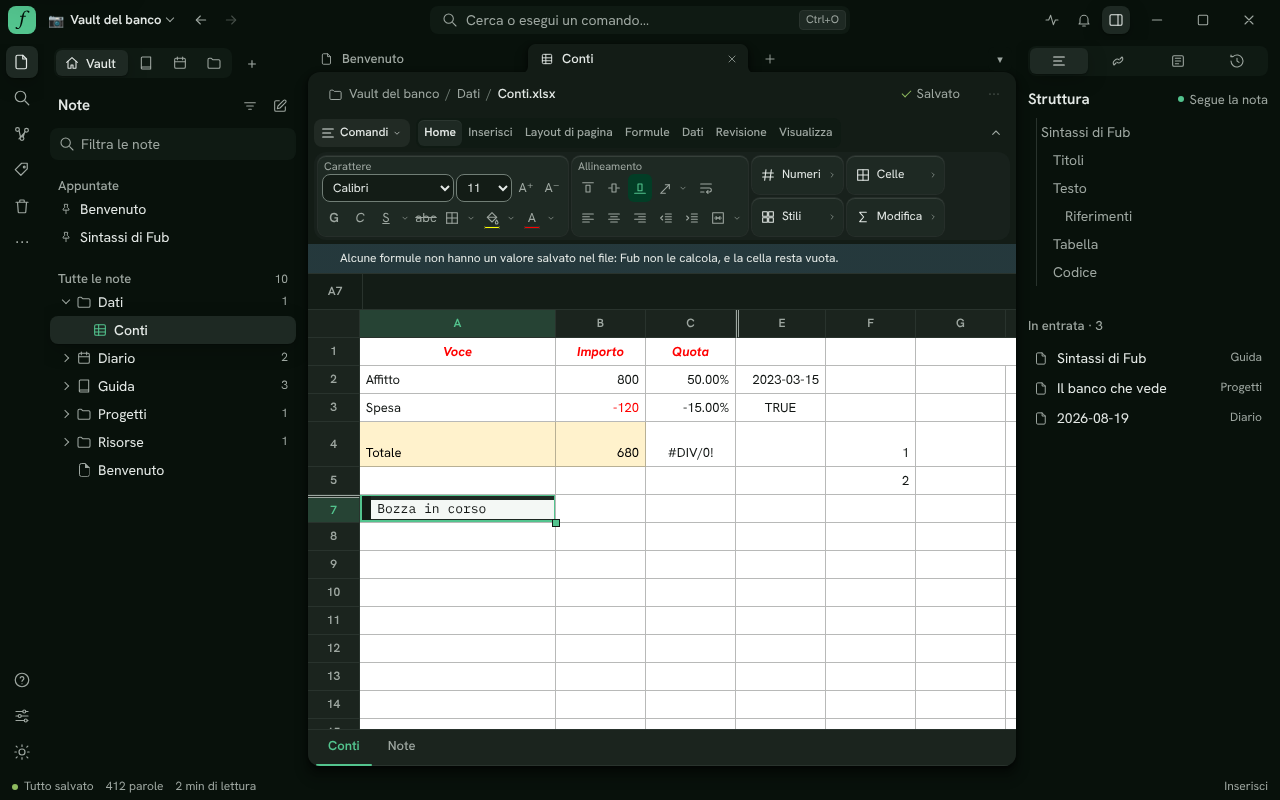 Vault del banco
Cerca o esegui un comando...
Ctrl+O
Vault
Benvenuto
Conti
Note
Vault del banco / Dati / Conti.xlsx
Salvato
Struttura
Segue la nota
Filtra le note
Comandi
Home
Inserisci
Layout di pagina
Formule
Dati
Revisione
Visualizza
Sintassi di Fub
Titoli
Testo
Riferimenti
Tabella
Codice
Appuntate
Benvenuto
Sintassi di Fub
Carattere
Calibri
11
A+ A−
G C S abc A
Allineamento
Numeri
Celle
Stili
Modifica
Alcune formule non hanno un valore salvato nel file: Fub non le calcola, e la cella resta vuota.
Tutte le note 10
Dati 1
Conti
Diario 2
Guida 3
Progetti 1
Risorse 1
Benvenuto
A7
A B C E F G
1 Voce Importo Quota
2 Affitto 800 50.00% 2023-03-15
3 Spesa -120 -15.00% TRUE
4 Totale 680 #DIV/0! 1
5 2
7 Bozza in corso
8
9
10
11
12
13
14
In entrata · 3
Sintassi di Fub Guida
Il banco che vede Progetti
2026-08-19 Diario
Conti
Note
Tutto salvato
412 parole
2 min di lettura
Inserisci